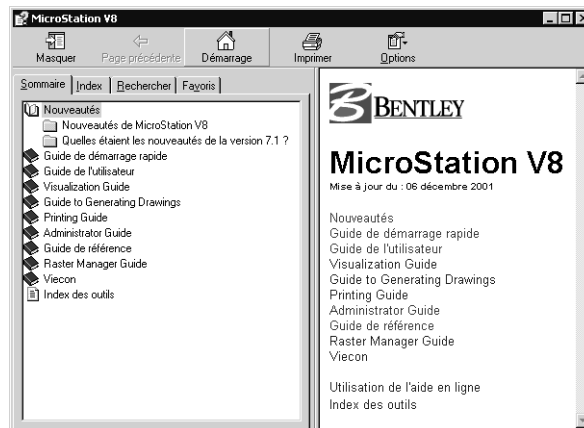 MicroStation V8
Masquer Page précédente Démarrage Imprimer Options
Sommaire Index Rechercher Favoris
Nouveautés
Nouveautés de MicroStation V8
Quelles étaient les nouveautés de la version 7.1 ?
Guide de démarrage rapide
Guide de l'utilisateur
Visualization Guide
Guide to Generating Drawings
Printing Guide
Administrator Guide
Guide de référence
Raster Manager Guide
Viecon
Index des outils
BENTLEY
MicroStation V8
Mise à jour du : 06 décembre 2001
Nouveautés
Guide de démarrage rapide
Guide de l'utilisateur
Visualization Guide
Guide to Generating Drawings
Printing Guide
Administrator Guide
Guide de référence
Raster Manager Guide
Viecon
Utilisation de l'aide en ligne
Index des outils